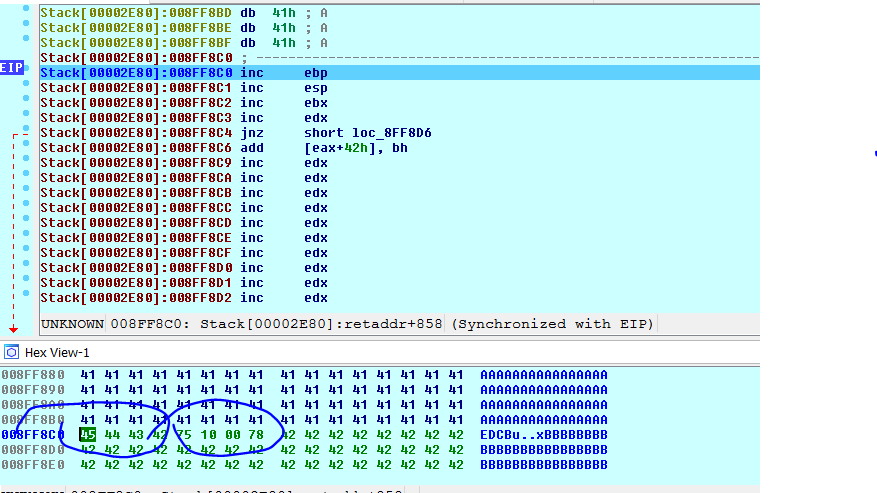 Stack[00002E80]:008FF8BD db 41h ; A
Stack[00002E80]:008FF8BE db 41h ; A
Stack[00002E80]:008FF8BF db 41h ; A
Stack[00002E80]:008FF8C0 ; ---------------------------------------------------------------------------
EIP Stack[00002E80]:008FF8C0 inc ebp
Stack[00002E80]:008FF8C1 inc esp
Stack[00002E80]:008FF8C2 inc ebx
Stack[00002E80]:008FF8C3 inc edx
Stack[00002E80]:008FF8C4 jnz short loc_8FF8D6
Stack[00002E80]:008FF8C6 add [eax+42h], bh
Stack[00002E80]:008FF8C9 inc edx
Stack[00002E80]:008FF8CA inc edx
Stack[00002E80]:008FF8CB inc edx
Stack[00002E80]:008FF8CC inc edx
Stack[00002E80]:008FF8CD inc edx
Stack[00002E80]:008FF8CE inc edx
Stack[00002E80]:008FF8CF inc edx
Stack[00002E80]:008FF8D0 inc edx
Stack[00002E80]:008FF8D1 inc edx
Stack[00002E80]:008FF8D2 inc edx
UNKNOWN 008FF8C0: Stack[00002E80]:retaddr+858 (Synchronized with EIP)
Hex View-1
008FF880 41 41 41 41 41 41 41 41 41 41 41 41 41 41 41 41 AAAAAAAAAAAAAAAA
008FF890 41 41 41 41 41 41 41 41 41 41 41 41 41 41 41 41 AAAAAAAAAAAAAAAA
008FF8A0 41 41 41 41 41 41 41 41 41 41 41 41 41 41 41 41 AAAAAAAAAAAAAAAA
008FF8B0 41 41 41 41 41 41 41 41 41 41 41 41 41 41 41 41 AAAAAAAAAAAAAAAA
008FF8C0 45 44 43 42 75 10 00 78 42 42 42 42 42 42 42 42 EDCBu..xBBBBBBBB
008FF8D0 42 42 42 42 42 42 42 42 42 42 42 42 42 42 42 42 BBBBBBBBBBBBBBBB
008FF8E0 42 42 42 42 42 42 42 42 42 42 42 42 42 42 42 42 BBBBBBBBBBBBBBBB